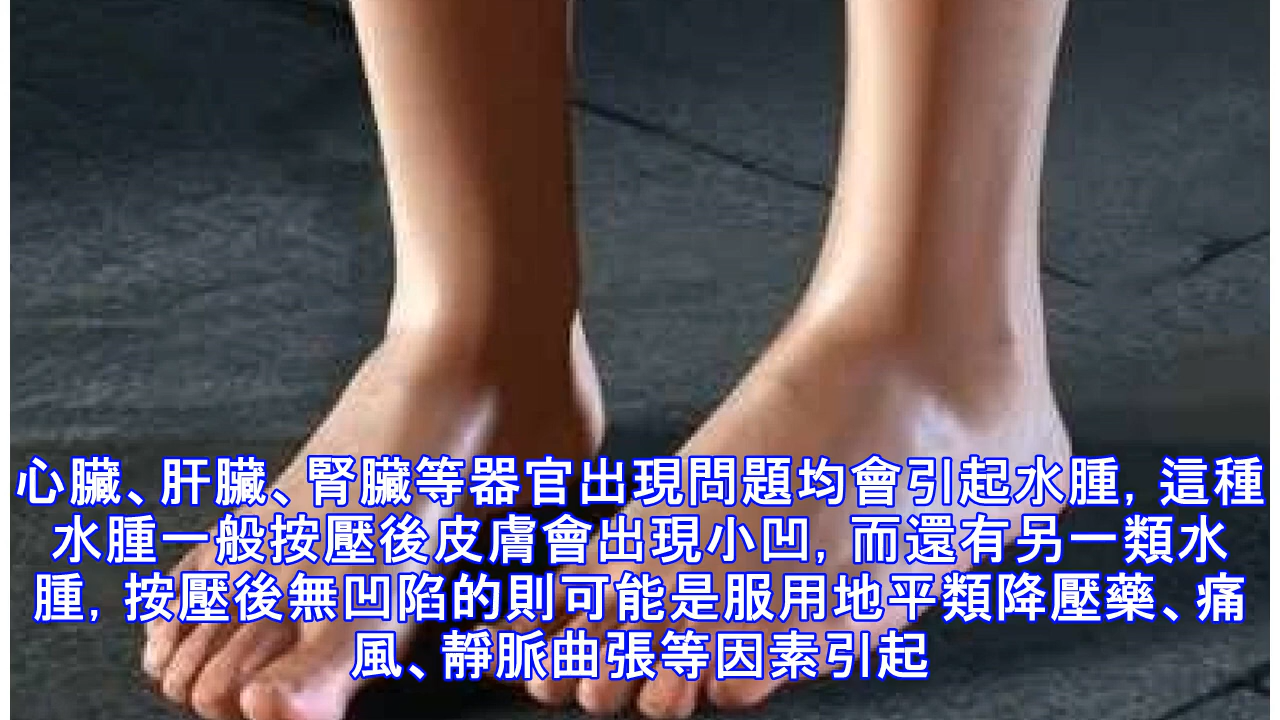 心臟、肝臟、腎臟等器官出現問題均會引起水腫, 這種
水腫一般按壓後皮膚會出現小凹, 而還有另一類水
腫, 按壓後無凹陷的則可能是服用地平類降壓藥、痛
風、靜脈曲張等因素引起